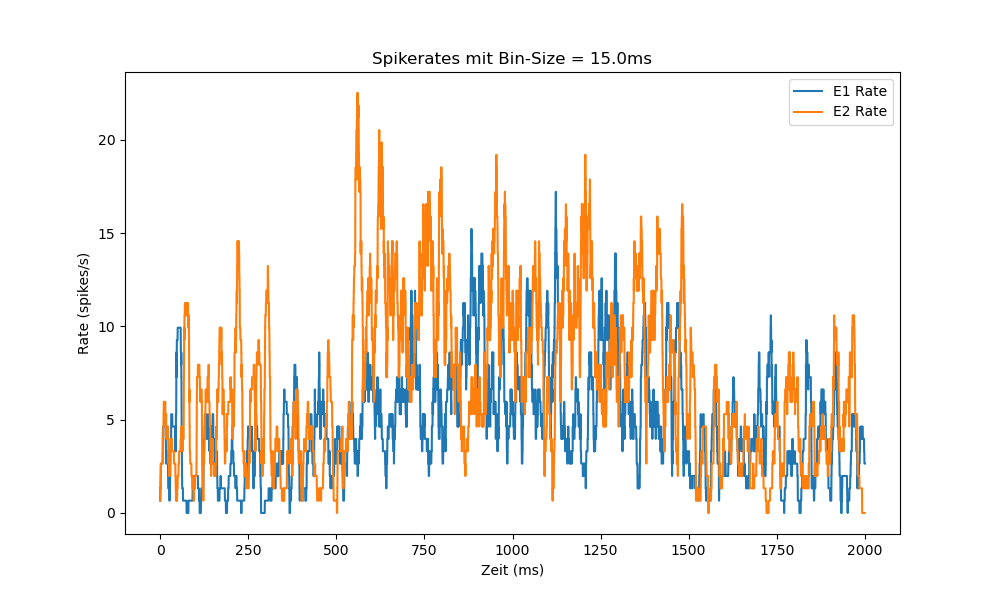 Spikerates mit Bin-Size = 15.0ms
E1 Rate
E2 Rate
Rate (spikes/s)
20
15
10
5
0
0 250 500 750 1000 1250 1500 1750 2000
Zeit (ms)